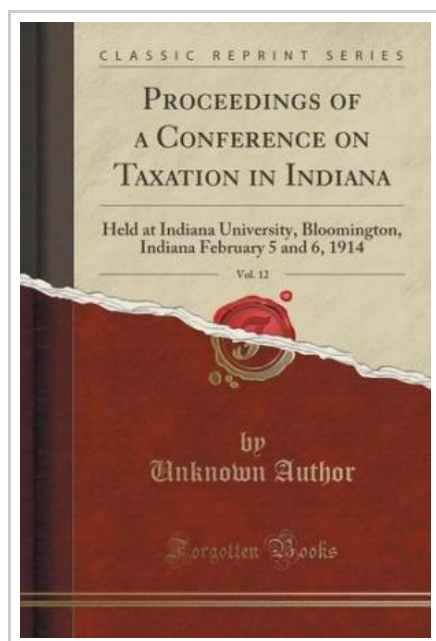 CLASSIC REPRINT SERIES
PROCEEDINGS OF
A CONFERENCE ON
TAXATION IN INDIANA
Held at Indiana University, Bloomington,
Indiana February 5 and 6, 1914
Vol. 12
F
by
Unknown Author
Forgotten Books